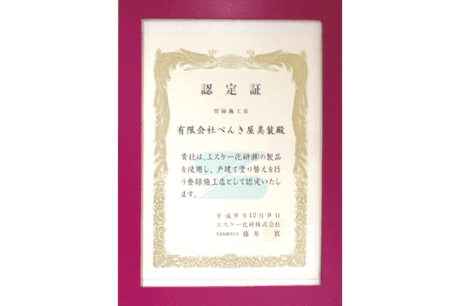 認定証
登録施工店
有限会社ぺんき屋美装殿
貴社は、エスケー化研㈱の製品
を使用し、戸建て塗り替えを行
う登録施工店として認定いたし
ます。
平成9年12月9日
エスケー化研株式会社
藤井 實